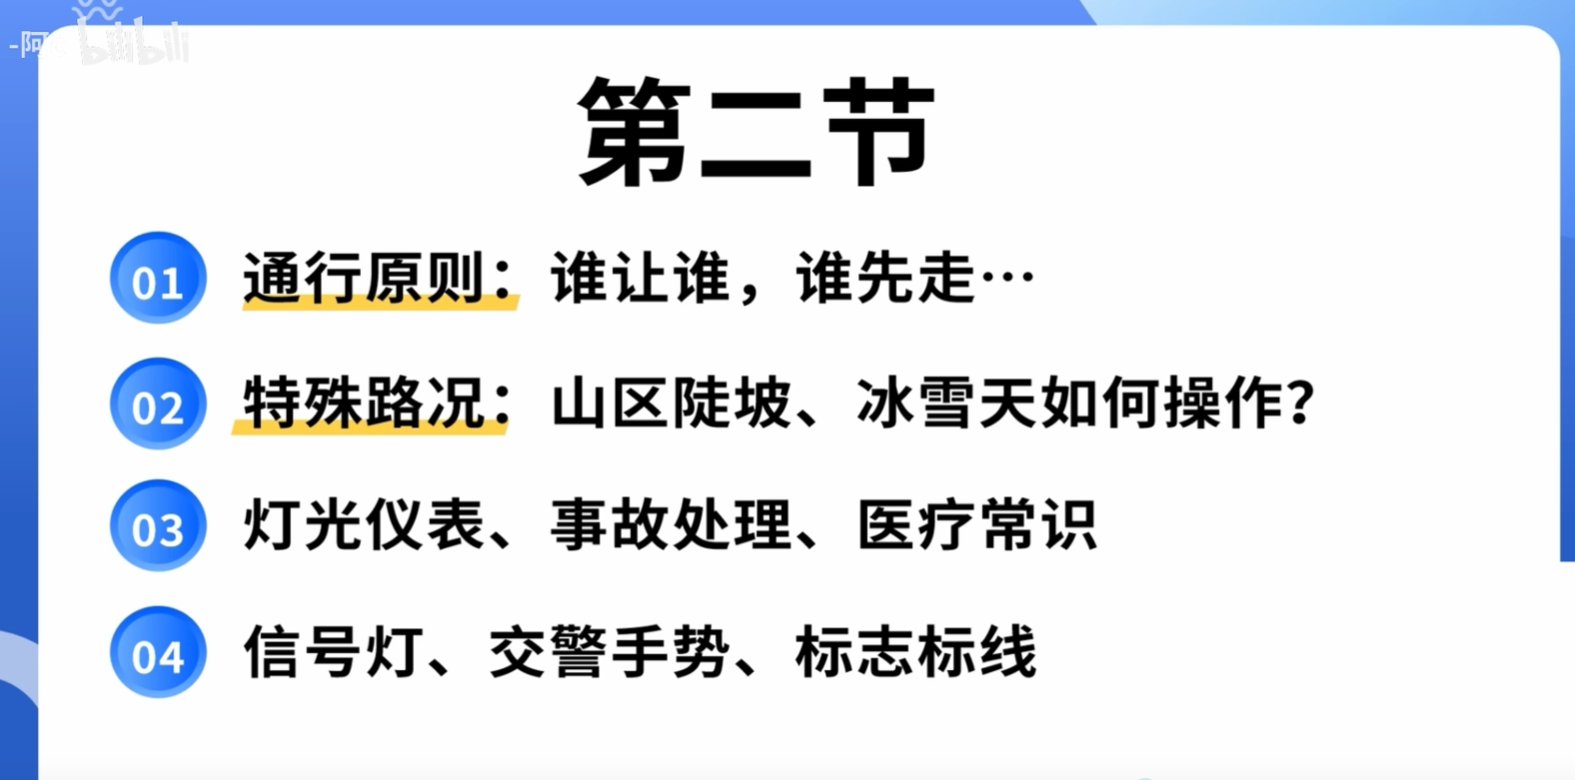 -阿
bilibili
第二节
01 通行原则：谁让谁，谁先走…
02 特殊路况：山区陡坡、冰雪天如何操作？
03 灯光仪表、事故处理、医疗常识
04 信号灯、交警手势、标志标线